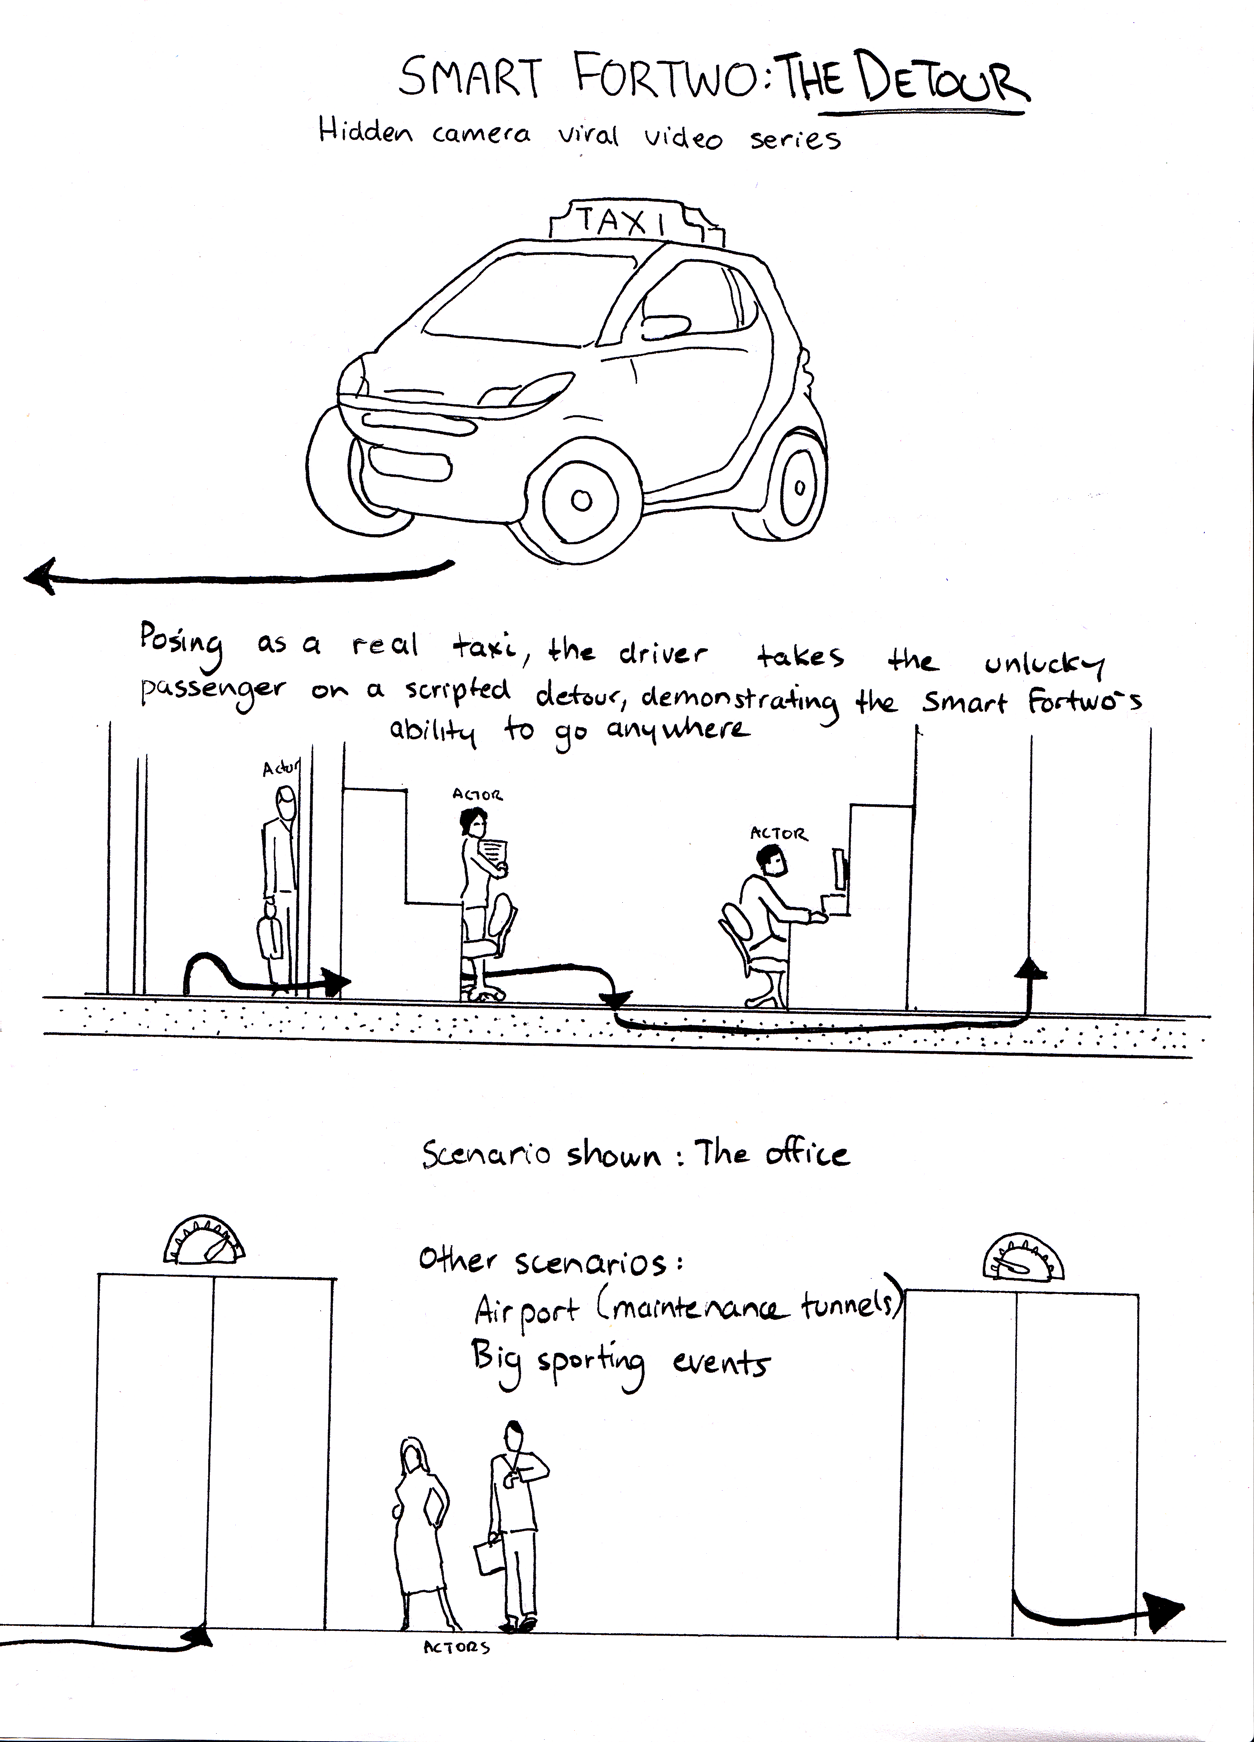 SMART FORTWO: THE DETOUR
Hidden camera viral video series
TAXI
Posing as a real taxi, the driver takes the unlucky
passenger on a scripted detour, demonstrating the Smart Fortwo's
ability to go anywhere
Actor
ACTOR
ACTOR
Scenario shown: The office
Other scenarios:
Airport (maintenance tunnels)
Big sporting events
ACTORS